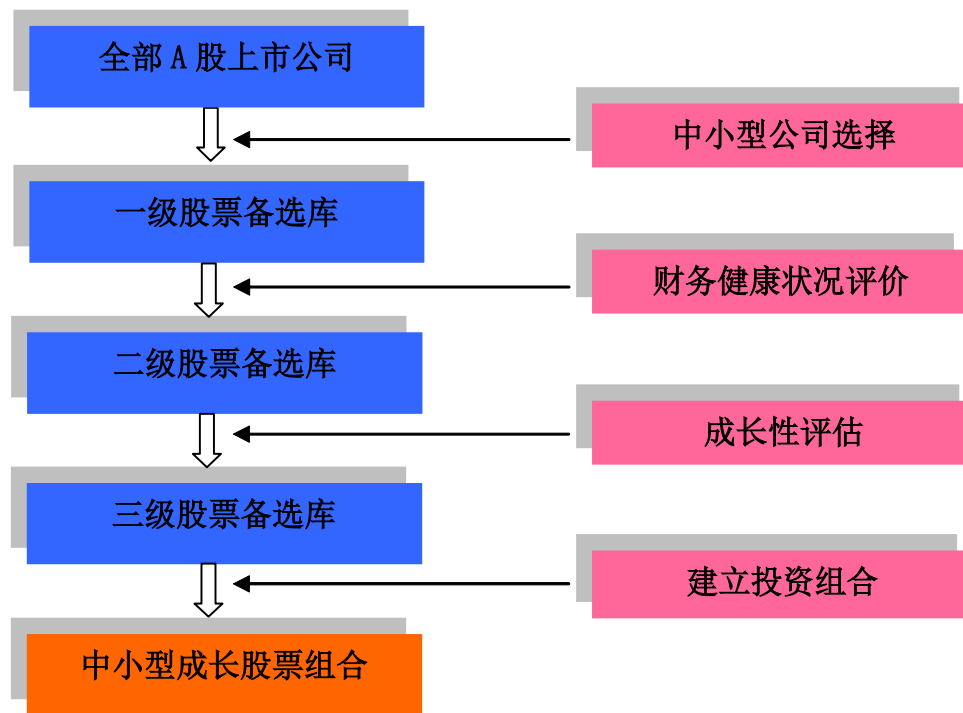 全部 A 股上市公司
中小型公司选择
一级股票备选库
财务健康状况评价
二级股票备选库
成长性评估
三级股票备选库
建立投资组合
中小型成长股票组合